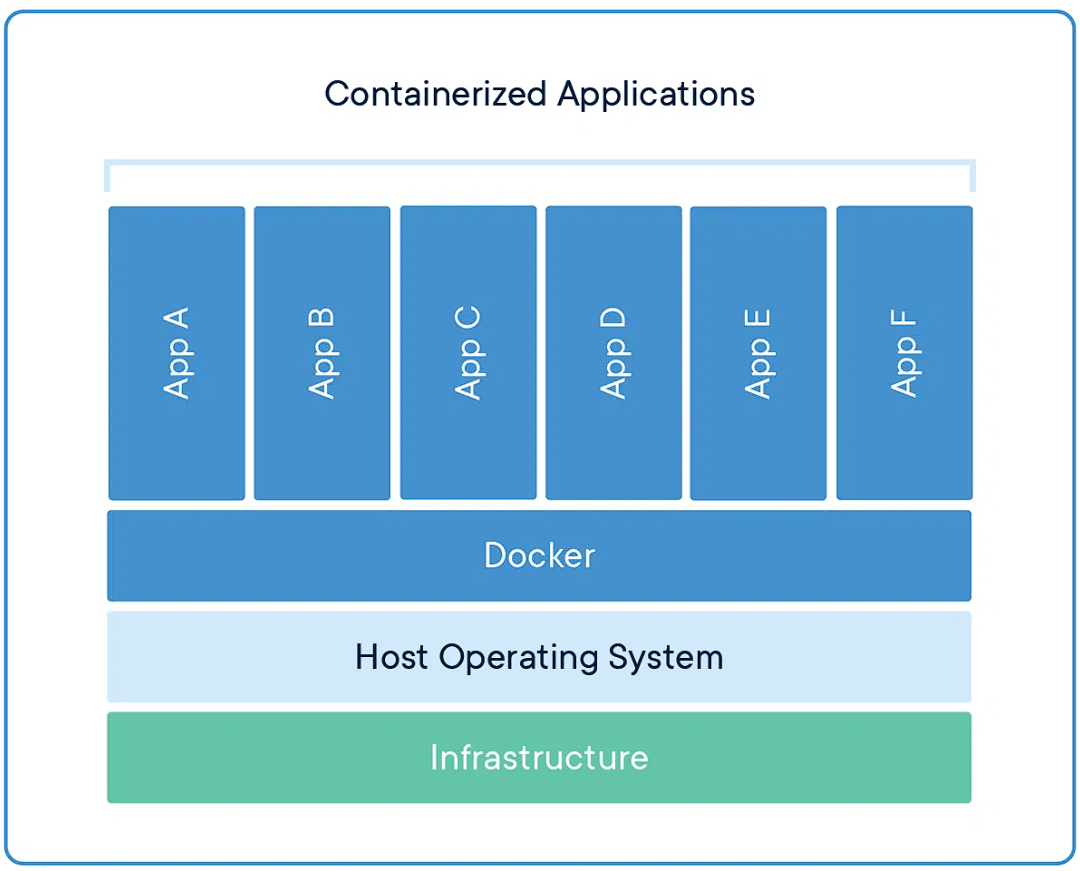 Containerized Applications
App A
App B
App C
App D
App E
App F
Docker
Host Operating System
Infrastructure